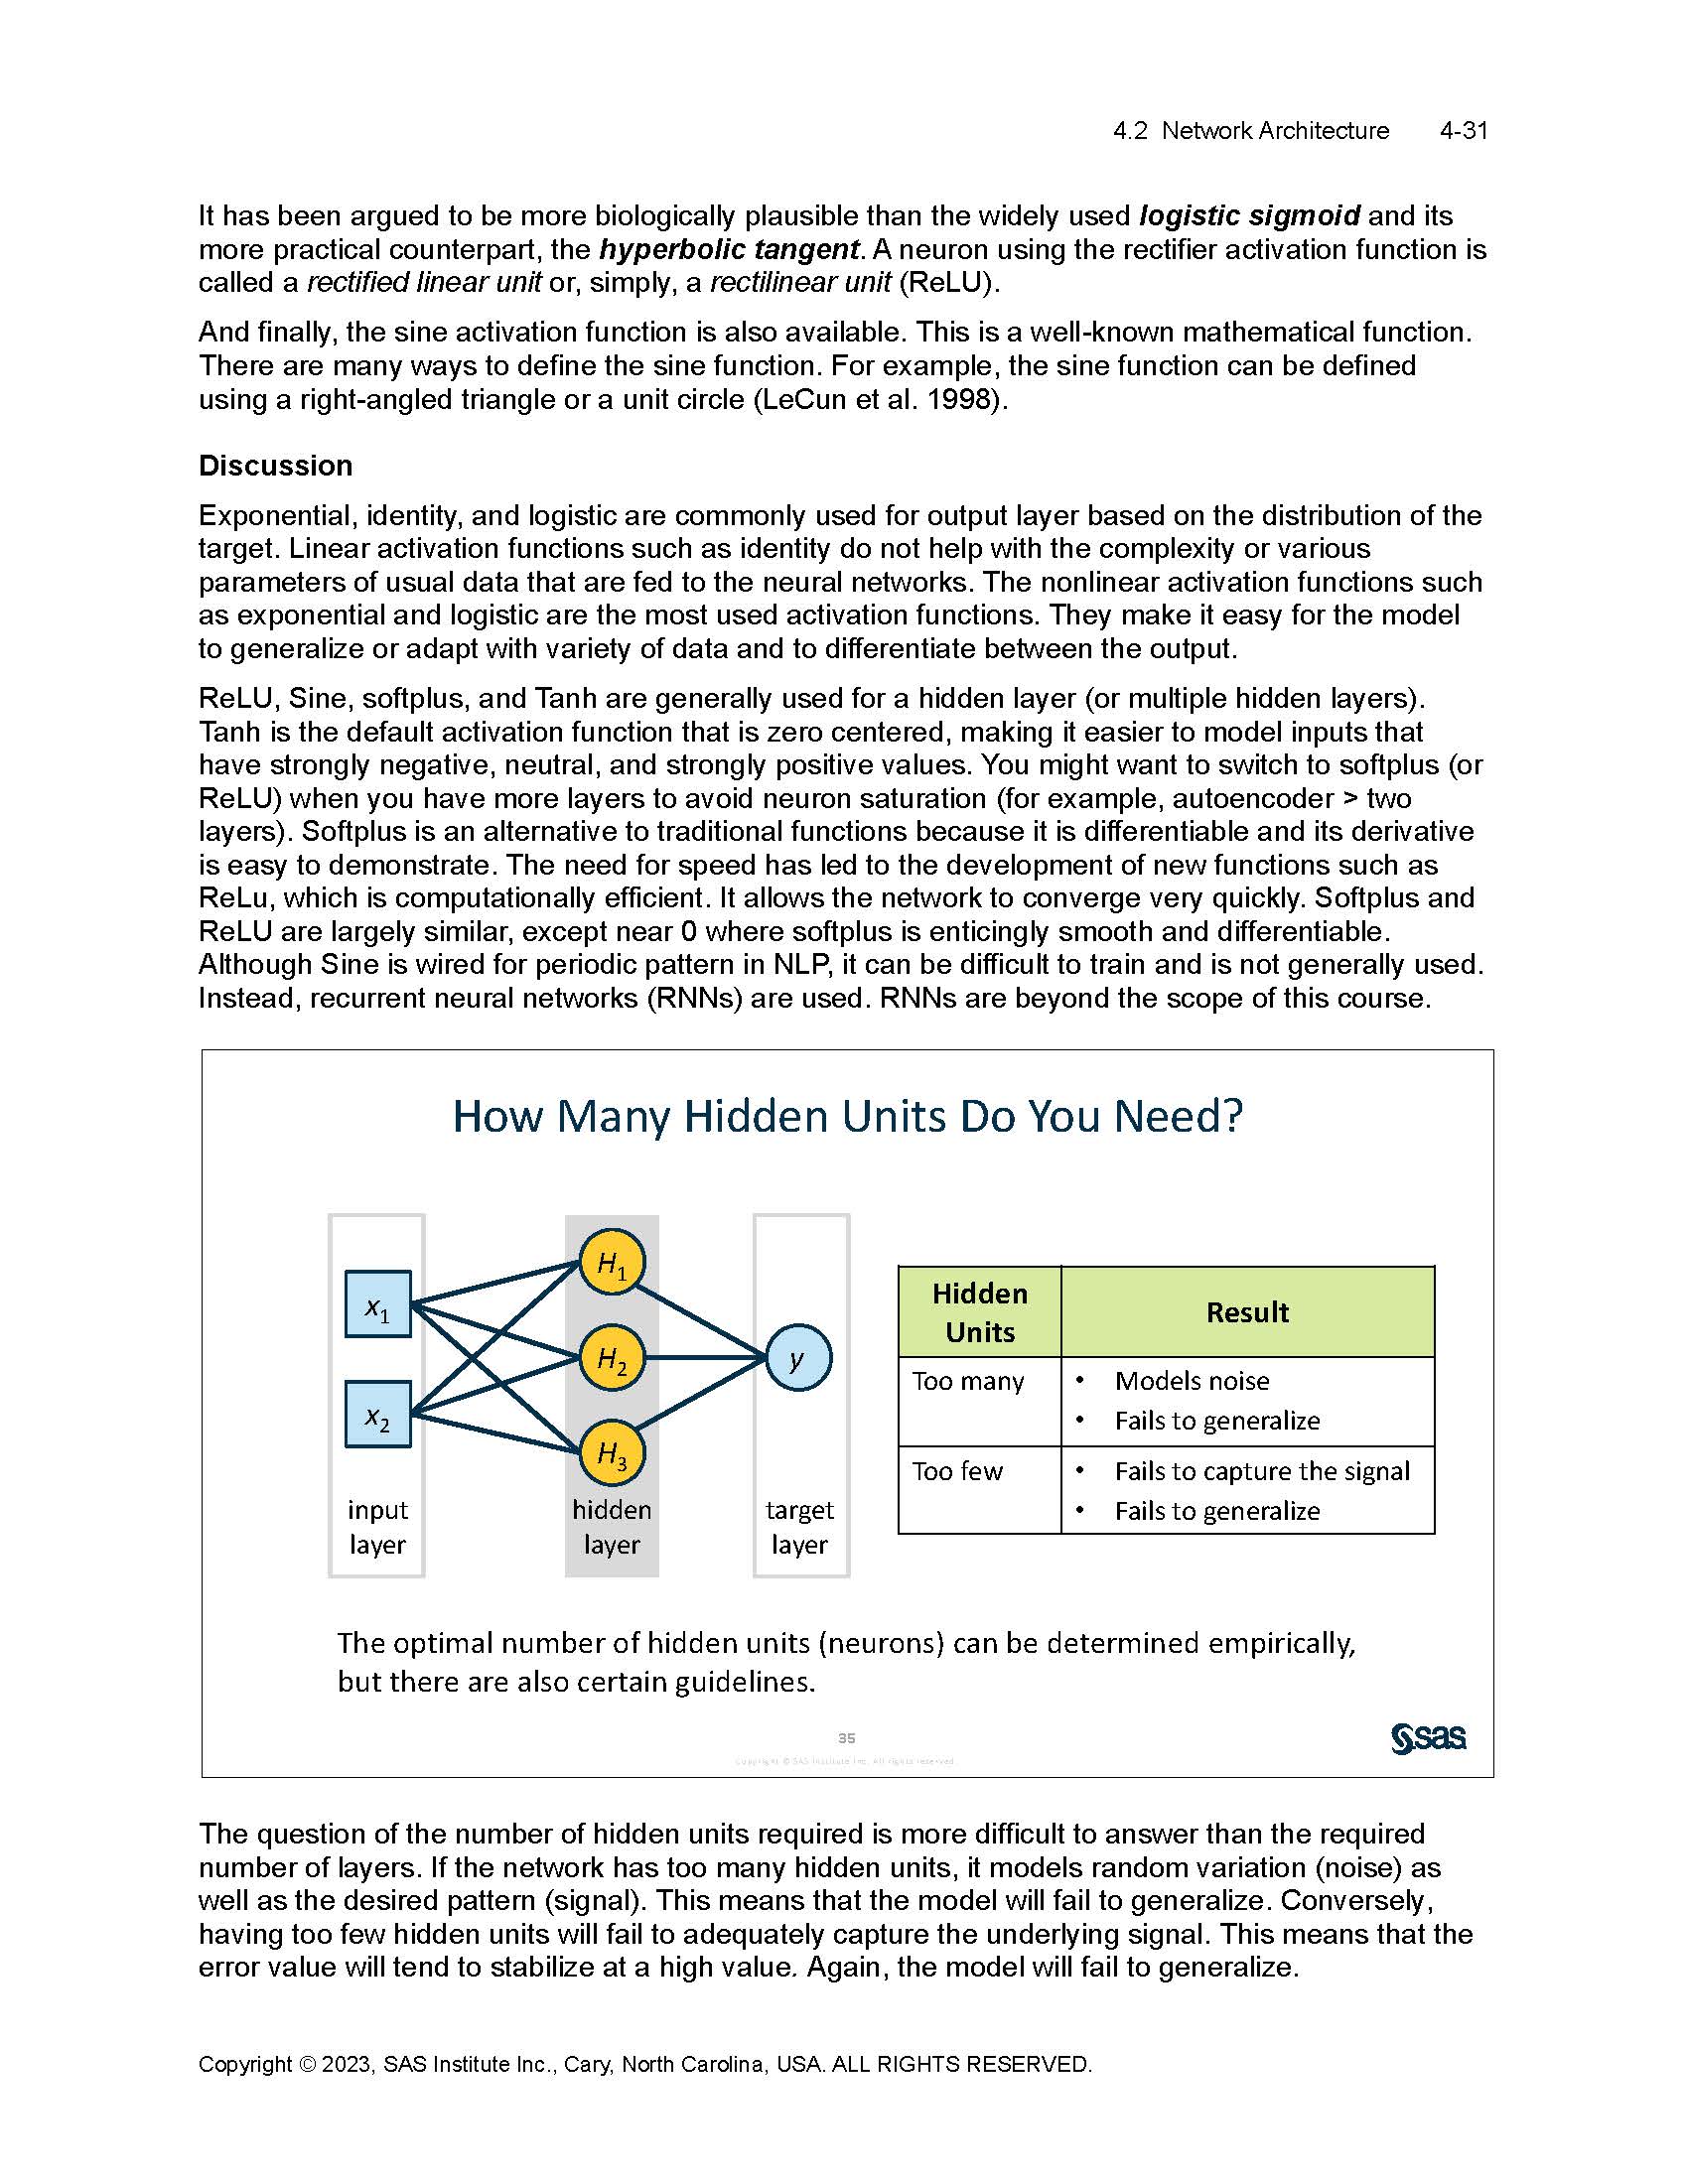 4.2 Network Architecture 4-31
It has been argued to be more biologically plausible than the widely used logistic sigmoid and its
more practical counterpart, the hyperbolic tangent. A neuron using the rectifier activation function is
called a rectified linear unit or, simply, a rectilinear unit (ReLU).
And finally, the sine activation function is also available. This is a well-known mathematical function.
There are many ways to define the sine function. For example, the sine function can be defined
using a right-angled triangle or a unit circle (LeCun et al. 1998).
Discussion
Exponential, identity, and logistic are commonly used for output layer based on the distribution of the
target. Linear activation functions such as identity do not help with the complexity or various
parameters of usual data that are fed to the neural networks. The nonlinear activation functions such
as exponential and logistic are the most used activation functions. They make it easy for the model
to generalize or adapt with variety of data and to differentiate between the output.
ReLU, Sine, softplus, and Tanh are generally used for a hidden layer (or multiple hidden layers).
Tanh is the default activation function that is zero centered, making it easier to model inputs that
have strongly negative, neutral, and strongly positive values. You might want to switch to softplus (or
ReLU) when you have more layers to avoid neuron saturation (for example, autoencoder > two
layers). Softplus is an alternative to traditional functions because it is differentiable and its derivative
is easy to demonstrate. The need for speed has led to the development of new functions such as
ReLu, which is computationally efficient. It allows the network to converge very quickly. Softplus and
ReLU are largely similar, except near 0 where softplus is enticingly smooth and differentiable.
Although Sine is wired for periodic pattern in NLP, it can be difficult to train and is not generally used.
Instead, recurrent neural networks (RNNs) are used. RNNs are beyond the scope of this course.
How Many Hidden Units Do You Need?
x1
x2
input
layer
H1
H2
H3
hidden
layer
y
target
layer
Hidden
Units
Result
Too many
• Models noise
• Fails to generalize
Too few
• Fails to capture the signal
• Fails to generalize
The optimal number of hidden units (neurons) can be determined empirically,
but there are also certain guidelines.
35
Copyright © SAS Institute Inc. All rights reserved.
sas
The question of the number of hidden units required is more difficult to answer than the required
number of layers. If the network has too many hidden units, it models random variation (noise) as
well as the desired pattern (signal). This means that the model will fail to generalize. Conversely,
having too few hidden units will fail to adequately capture the underlying signal. This means that the
error value will tend to stabilize at a high value. Again, the model will fail to generalize.
Copyright © 2023, SAS Institute Inc., Cary, North Carolina, USA. ALL RIGHTS RESERVED.